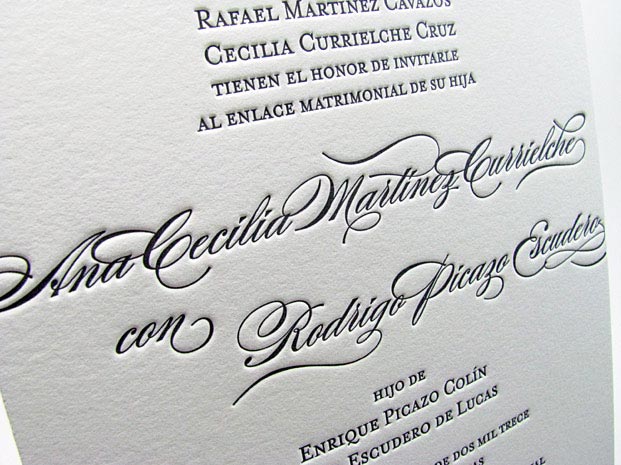 Rafael Martínez Cavazos
Cecilia Currielche Cruz
tienen el honor de invitarle
al enlace matrimonial de su hija
Ana Cecilia Martínez Currielche
con Rodrigo Picazo Escudero
hijo de
Enrique Picazo Colín
Escudero de Lucas
de dos mil trece